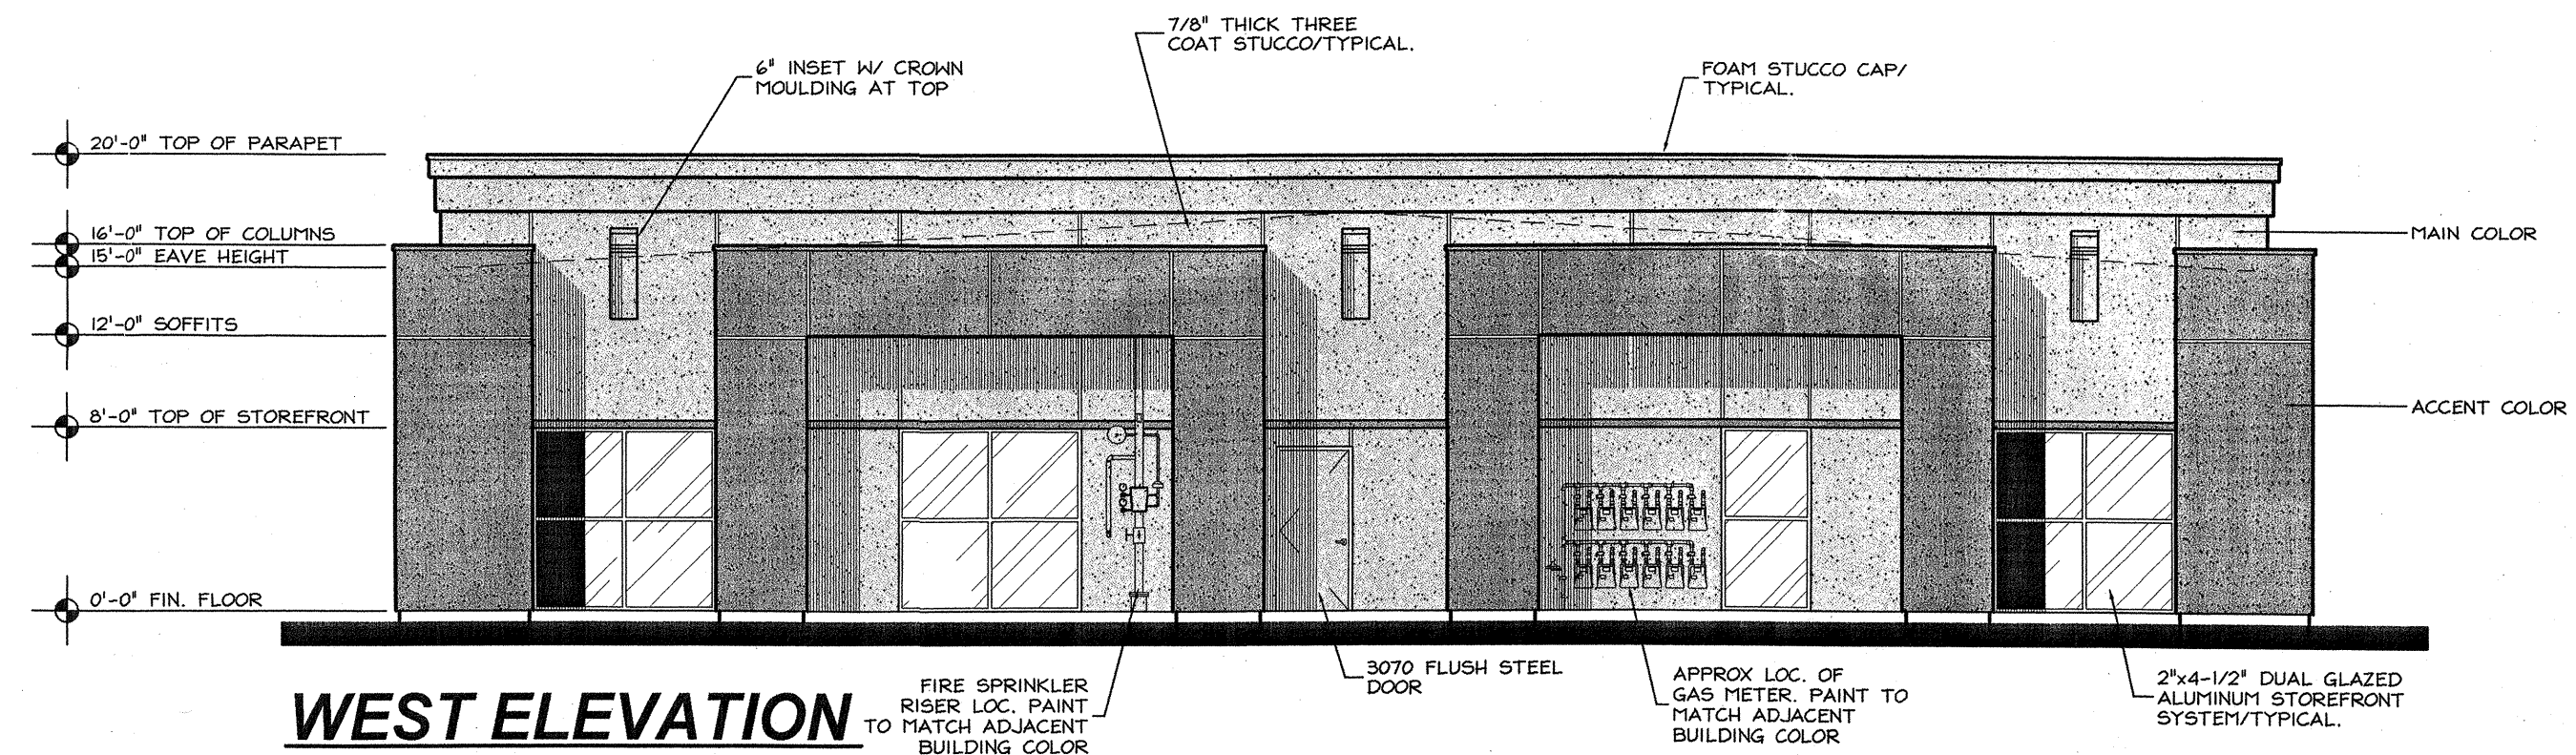 7/8" THICK THREE
COAT STUCCO/TYPICAL.
6" INSET W/ CROWN
MOULDING AT TOP
FOAM STUCCO CAP/
TYPICAL.
20'-0" TOP OF PARAPET
16'-0" TOP OF COLUMNS
15'-0" EAVE HEIGHT
12'-0" SOFFITS
8'-0" TOP OF STOREFRONT
0'-0" FIN. FLOOR
MAIN COLOR
ACCENT COLOR
WEST ELEVATION
FIRE SPRINKLER
RISER LOC. PAINT
TO MATCH ADJACENT
BUILDING COLOR
3070 FLUSH STEEL
DOOR
APPROX LOC. OF
GAS METER. PAINT TO
MATCH ADJACENT
BUILDING COLOR
2"x4-1/2" DUAL GLAZED
ALUMINUM STOREFRONT
SYSTEM/TYPICAL.